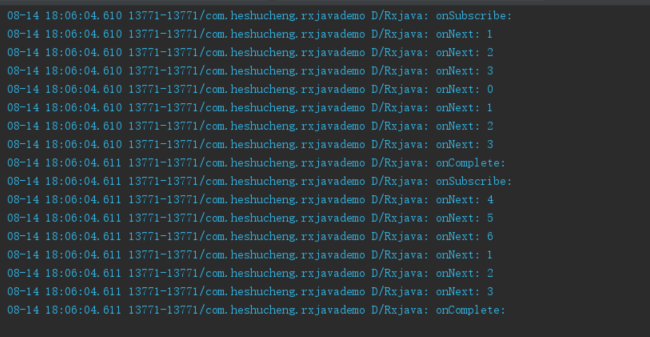 08-14 18:06:04.610 13771-13771/com.heshucheng.rxjavademo D/Rxjava: onSubscribe:
08-14 18:06:04.610 13771-13771/com.heshucheng.rxjavademo D/Rxjava: onNext: 1
08-14 18:06:04.610 13771-13771/com.heshucheng.rxjavademo D/Rxjava: onNext: 2
08-14 18:06:04.610 13771-13771/com.heshucheng.rxjavademo D/Rxjava: onNext: 3
08-14 18:06:04.610 13771-13771/com.heshucheng.rxjavademo D/Rxjava: onNext: 0
08-14 18:06:04.610 13771-13771/com.heshucheng.rxjavademo D/Rxjava: onNext: 1
08-14 18:06:04.610 13771-13771/com.heshucheng.rxjavademo D/Rxjava: onNext: 2
08-14 18:06:04.610 13771-13771/com.heshucheng.rxjavademo D/Rxjava: onNext: 3
08-14 18:06:04.611 13771-13771/com.heshucheng.rxjavademo D/Rxjava: onComplete:
08-14 18:06:04.611 13771-13771/com.heshucheng.rxjavademo D/Rxjava: onSubscribe:
08-14 18:06:04.611 13771-13771/com.heshucheng.rxjavademo D/Rxjava: onNext: 4
08-14 18:06:04.611 13771-13771/com.heshucheng.rxjavademo D/Rxjava: onNext: 5
08-14 18:06:04.611 13771-13771/com.heshucheng.rxjavademo D/Rxjava: onNext: 6
08-14 18:06:04.611 13771-13771/com.heshucheng.rxjavademo D/Rxjava: onNext: 1
08-14 18:06:04.611 13771-13771/com.heshucheng.rxjavademo D/Rxjava: onNext: 2
08-14 18:06:04.611 13771-13771/com.heshucheng.rxjavademo D/Rxjava: onNext: 3
08-14 18:06:04.611 13771-13771/com.heshucheng.rxjavademo D/Rxjava: onComplete: